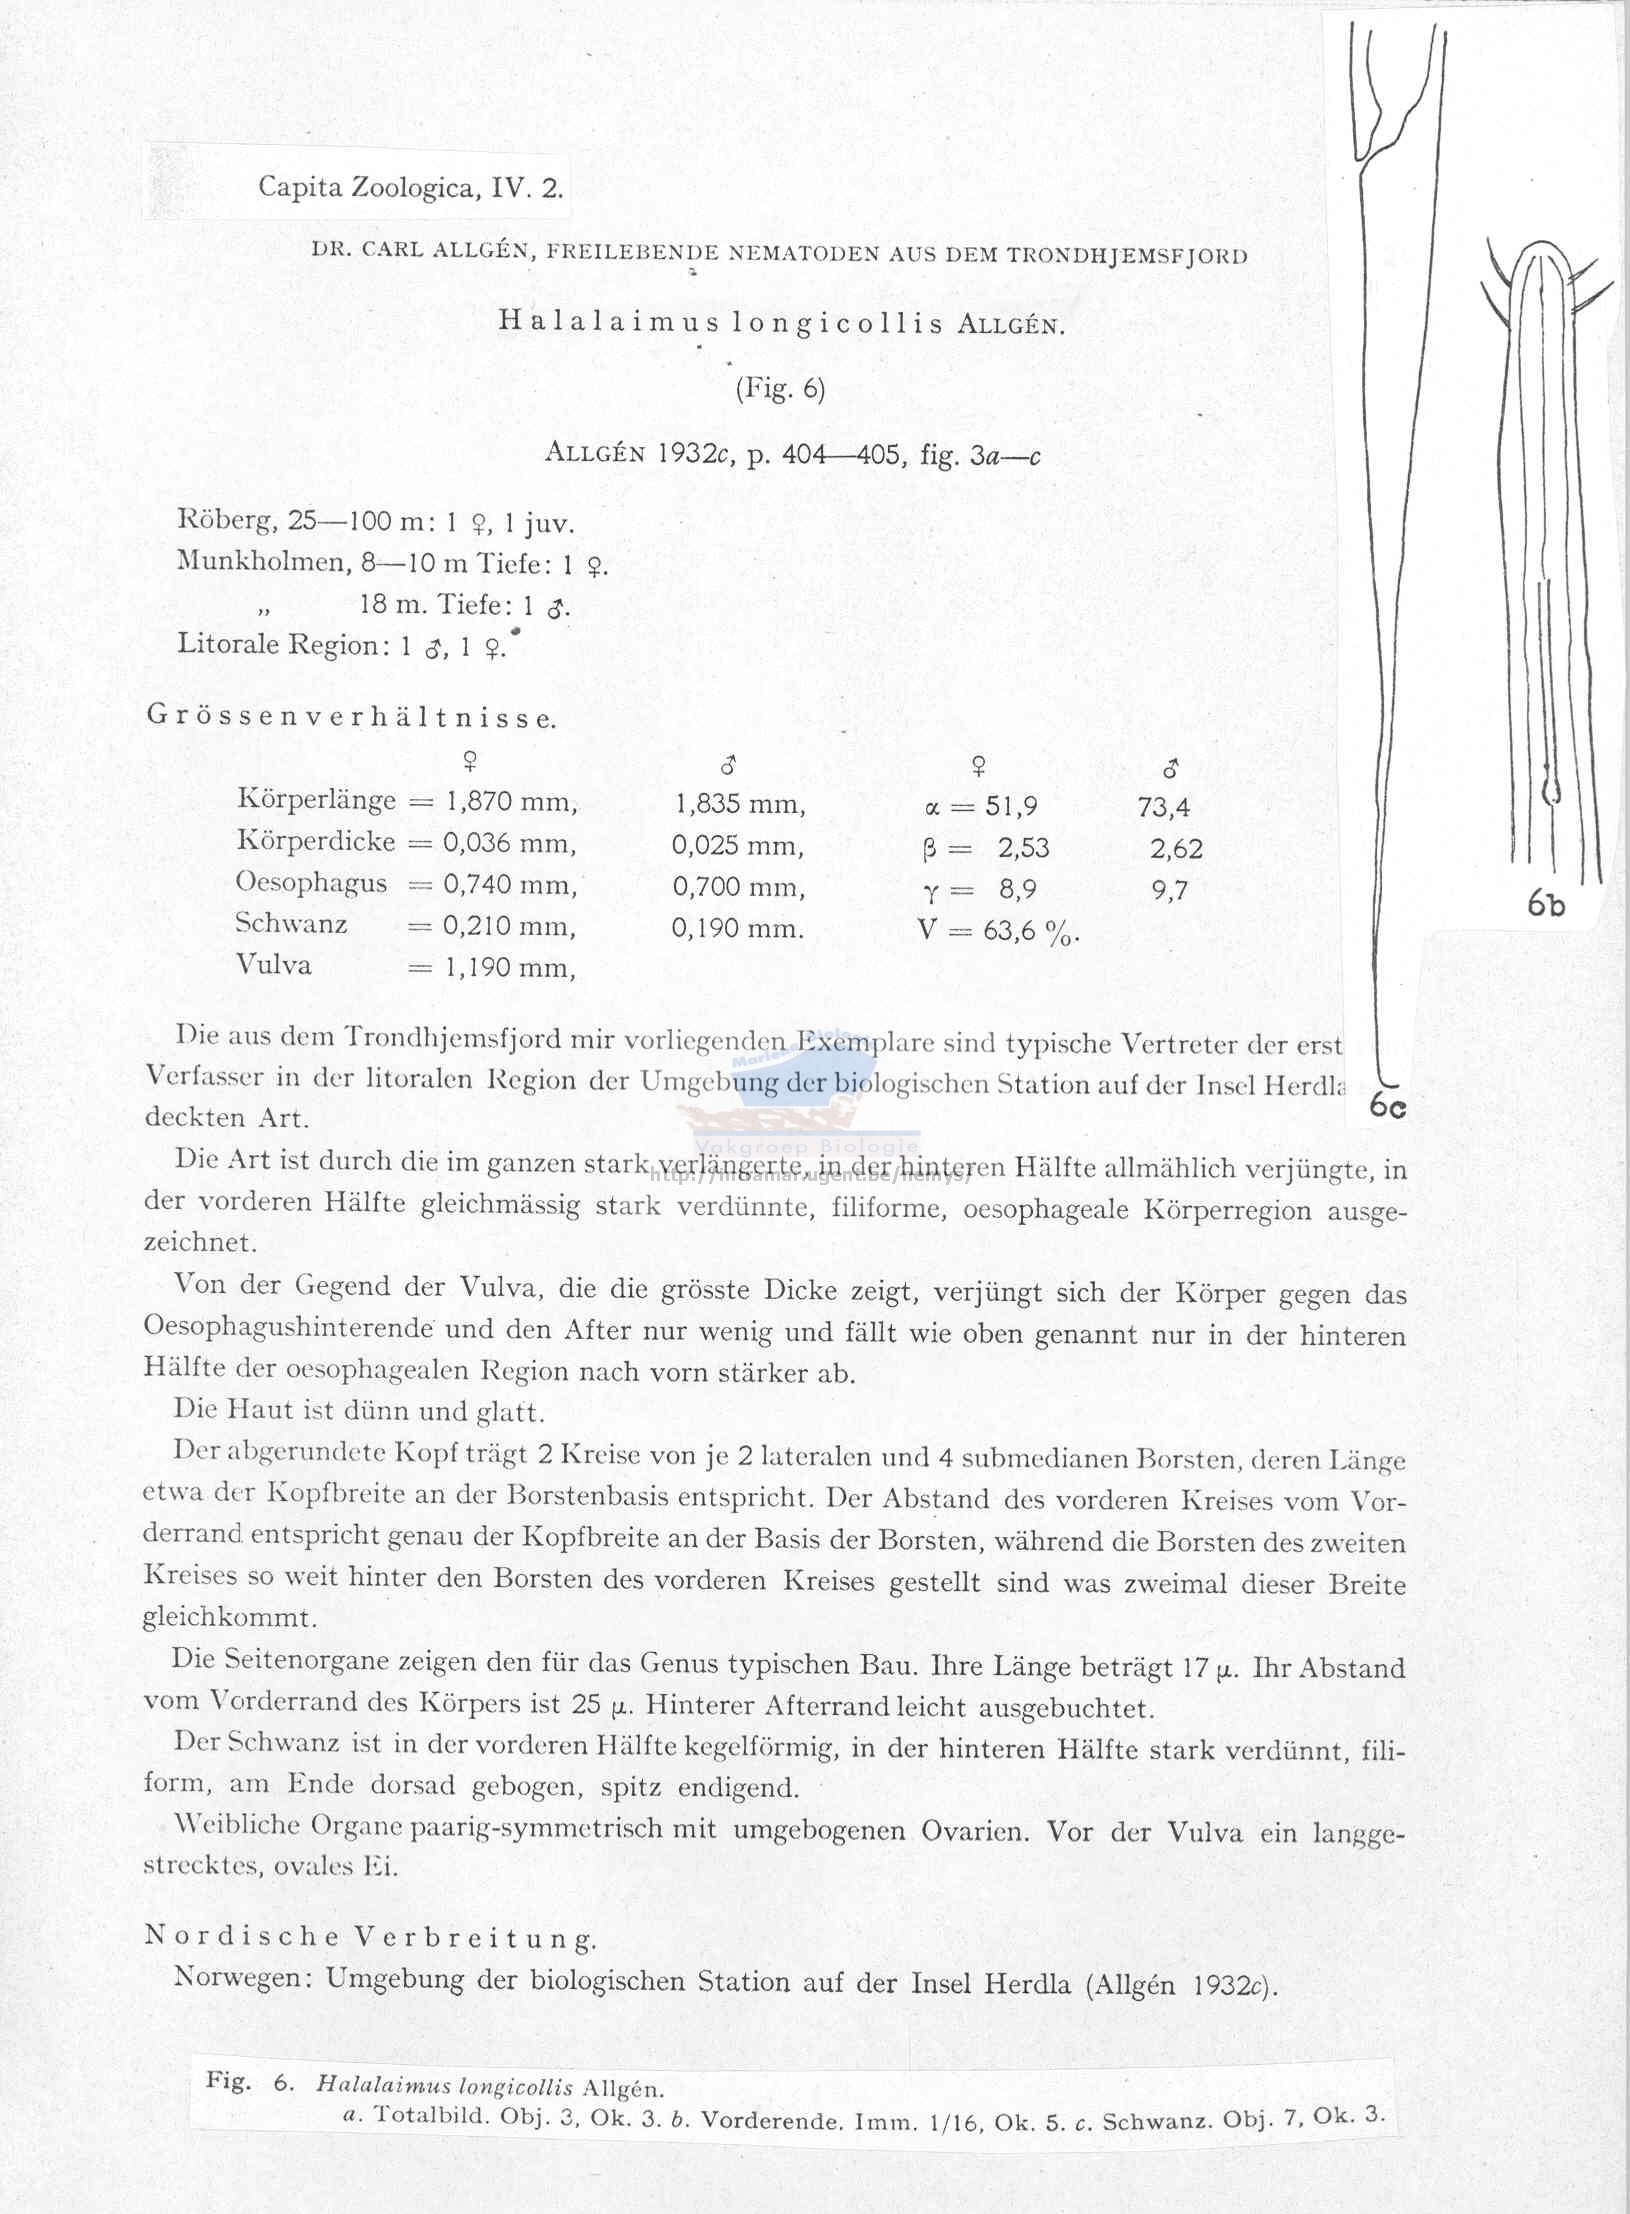 Capita Zoologica, IV. 2.
DR. CARL ALLGÉN, FREILEBENDE NEMATODEN AUS DEM TRONDHJEMSFJORD
Halalaimus longicollis ALLGÉN.
(Fig. 6)
ALLGÉN 1932c, p. 404—405, fig. 3a—c
Röberg, 25—100 m: 1 ♀, 1 juv.
Munkholmen, 8—10 m Tiefe: 1 ♀.
„ 18 m. Tiefe: 1 ♂.
Litorale Region: 1 ♂, 1 ♀.
Grössenverhältnisse.
♀ ♂ ♀ ♂
Körperlänge = 1,870 mm, 1,835 mm, α = 51,9 73,4
Körperdicke = 0,036 mm, 0,025 mm, β = 2,53 2,62
Oesophagus = 0,740 mm, 0,700 mm, γ = 8,9 9,7
Schwanz = 0,210 mm, 0,190 mm. V = 63,6 %.
Vulva = 1,190 mm,
6b
6c
Die aus dem Trondhjemsfjord mir vorliegenden Exemplare sind typische Vertreter der erst
Verfasser in der litoralen Region der Umgebung der biologischen Station auf der Insel Herdla
deckten Art.
Die Art ist durch die im ganzen stark verlängerte, in der hinteren Hälfte allmählich verjüngte, in
der vorderen Hälfte gleichmässig stark verdünnte, filiforme, oesophageale Körperregion ausge-
zeichnet.
Von der Gegend der Vulva, die die grösste Dicke zeigt, verjüngt sich der Körper gegen das
Oesophagushinterende und den After nur wenig und fällt wie oben genannt nur in der hinteren
Hälfte der oesophagealen Region nach vorn stärker ab.
Die Haut ist dünn und glatt.
Der abgerundete Kopf trägt 2 Kreise von je 2 lateralen und 4 submedianen Borsten, deren Länge
etwa der Kopfbreite an der Borstenbasis entspricht. Der Abstand des vorderen Kreises vom Vor-
derrand entspricht genau der Kopfbreite an der Basis der Borsten, während die Borsten des zweiten
Kreises so weit hinter den Borsten des vorderen Kreises gestellt sind was zweimal dieser Breite
gleichkommt.
Die Seitenorgane zeigen den für das Genus typischen Bau. Ihre Länge beträgt 17 μ. Ihr Abstand
vom Vorderrand des Körpers ist 25 μ. Hinterer Afterrand leicht ausgebuchtet.
Der Schwanz ist in der vorderen Hälfte kegelförmig, in der hinteren Hälfte stark verdünnt, fili-
form, am Ende dorsad gebogen, spitz endigend.
Weibliche Organe paarig-symmetrisch mit umgebogenen Ovarien. Vor der Vulva ein langge-
strecktes, ovales Ei.
Nordische Verbreitung.
Norwegen: Umgebung der biologischen Station auf der Insel Herdla (Allgén 1932c).
Fig. 6. Halalaimus longicollis Allgén.
a. Totalbild. Obj. 3, Ok. 3. b. Vorderende. Imm. 1/16, Ok. 5. c. Schwanz. Obj. 7, Ok. 3.
Vakgroep Biologie